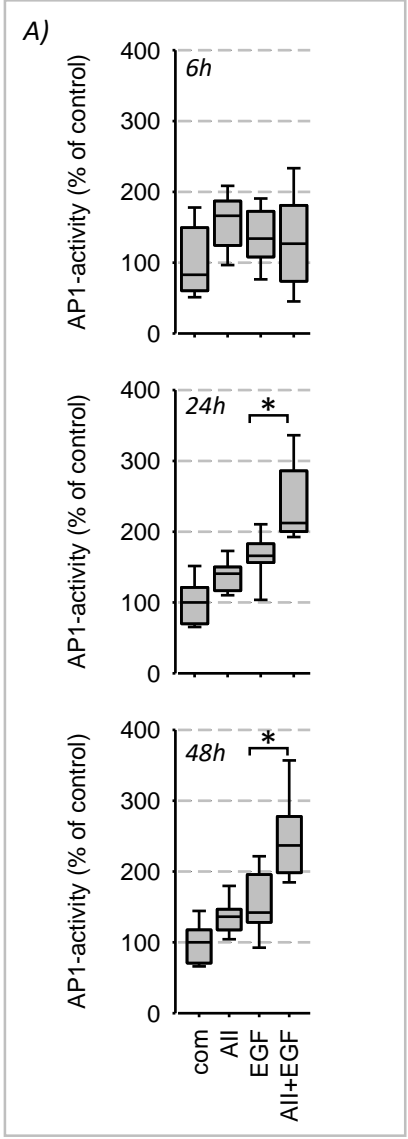 A)
AP1-activity (% of control)
400
300
200
100
0
6h
AP1-activity (% of control)
400
300
200
100
0
24h
*
AP1-activity (% of control)
400
300
200
100
0
48h
*
com
AII
EGF
AII+EGF